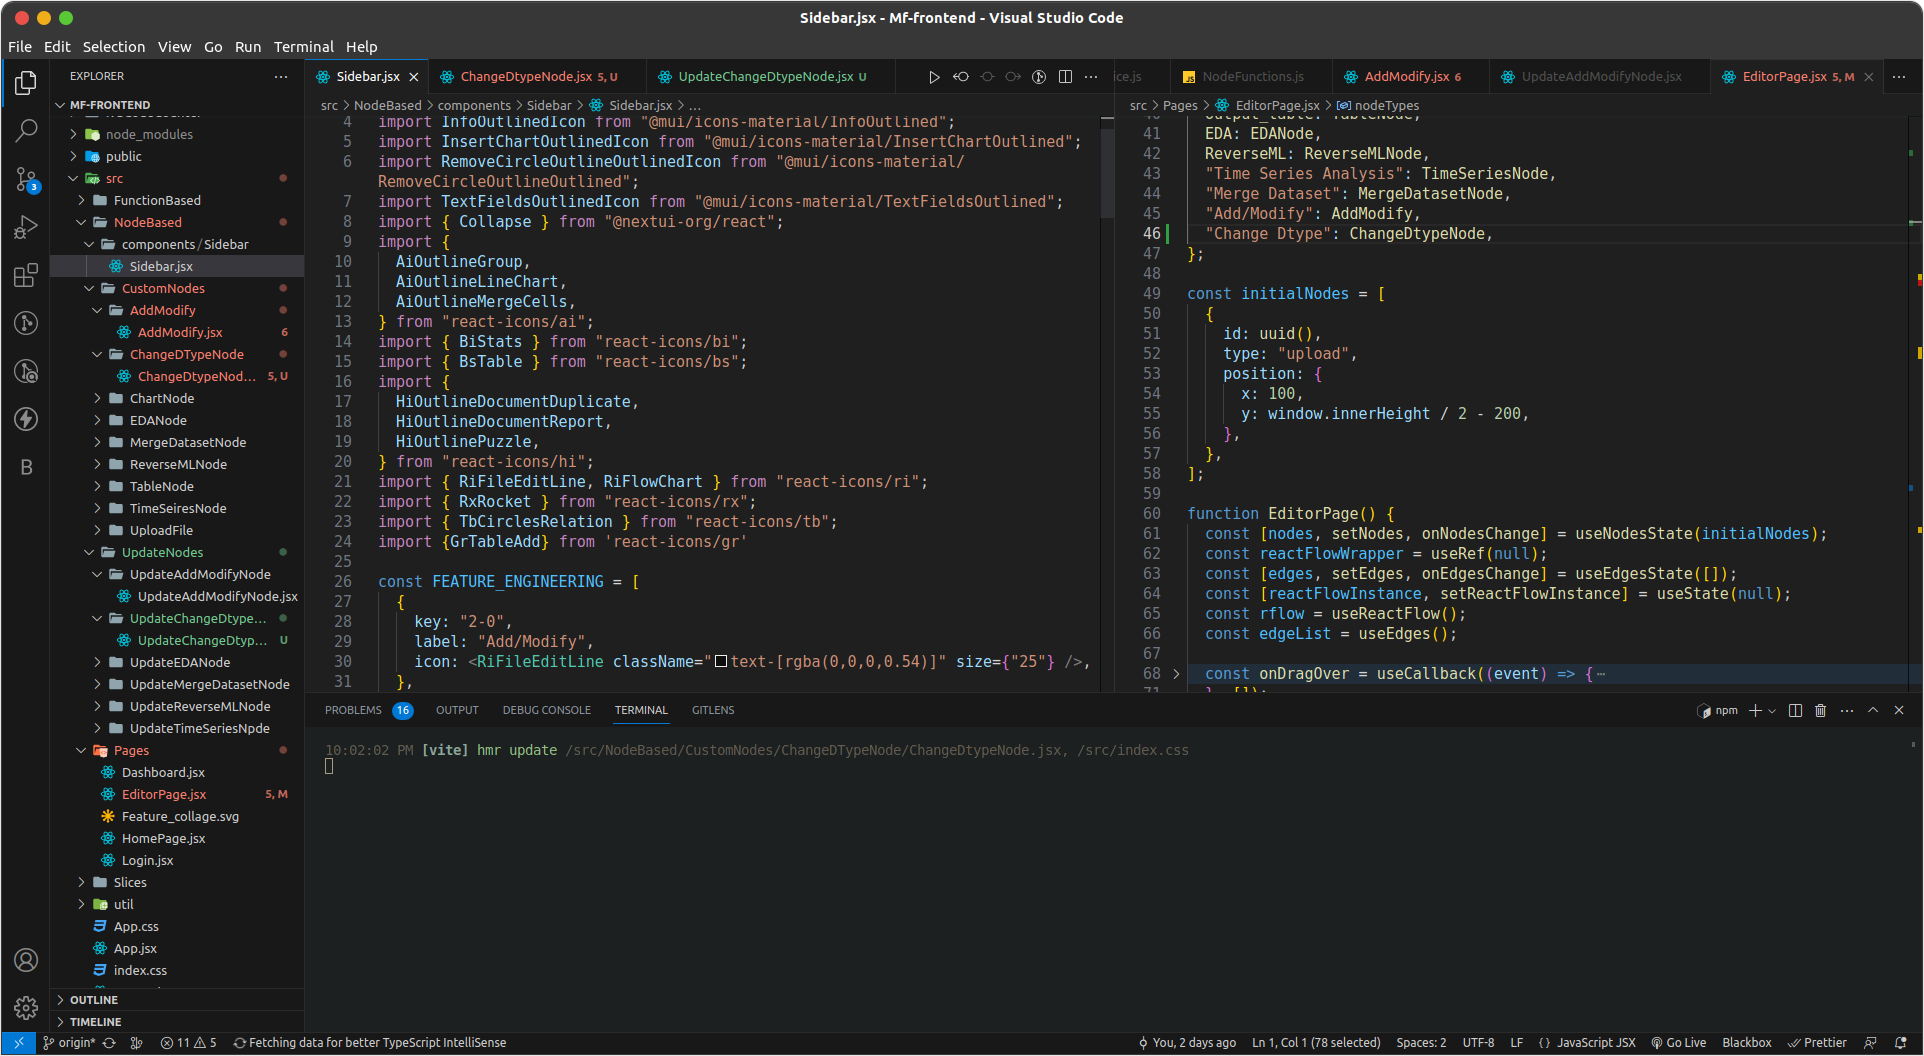 Sidebar.jsx - Mf-frontend - Visual Studio Code
File Edit Selection View Go Run Terminal Help
EXPLORER
MF-FRONTEND
node_modules
public
src
FunctionBased
NodeBased
components/Sidebar
Sidebar.jsx
CustomNodes
AddModify
AddModify.jsx 6
ChangeDTypeNode
ChangeDtypeNod... 5, U
ChartNode
EDANode
MergeDatasetNode
ReverseMLNode
TableNode
TimeSeiresNode
UploadFile
UpdateNodes
UpdateAddModifyNode
UpdateAddModifyNode.jsx
UpdateChangeDtype...
UpdateChangeDtyp... U
UpdateEDANode
UpdateMergeDatasetNode
UpdateReverseMLNode
UpdateTimeSeriesNpde
Pages
Dashboard.jsx
EditorPage.jsx 5, M
Feature_collage.svg
HomePage.jsx
Login.jsx
Slices
util
App.css
App.jsx
index.css
OUTLINE
TIMELINE
3
B
Sidebar.jsx ChangeDtypeNode.jsx 5, U UpdateChangeDtypeNode.jsx U
src > NodeBased > components > Sidebar > Sidebar.jsx > ...
4 import InfoOutlinedIcon from "@mui/icons-material/InfoOutlined";
5 import InsertChartOutlinedIcon from "@mui/icons-material/InsertChartOutlined";
6 import RemoveCircleOutlineOutlinedIcon from "@mui/icons-material/
RemoveCircleOutlineOutlined";
7 import TextFieldsOutlinedIcon from "@mui/icons-material/TextFieldsOutlined";
8 import { Collapse } from "@nextui-org/react";
9 import {
10 AiOutlineGroup,
11 AiOutlineLineChart,
12 AiOutlineMergeCells,
13 } from "react-icons/ai";
14 import { BiStats } from "react-icons/bi";
15 import { BsTable } from "react-icons/bs";
16 import {
17 HiOutlineDocumentDuplicate,
18 HiOutlineDocumentReport,
19 HiOutlinePuzzle,
20 } from "react-icons/hi";
21 import { RiFileEditLine, RiFlowChart } from "react-icons/ri";
22 import { RxRocket } from "react-icons/rx";
23 import { TbCirclesRelation } from "react-icons/tb";
24 import {GrTableAdd} from 'react-icons/gr'
25
26 const FEATURE_ENGINEERING = [
27 {
28 key: "2-0",
29 label: "Add/Modify",
30 icon: <RiFileEditLine className="text-[rgba(0,0,0,0.54)]" size={"25"} />,
31 },
ice.js NodeFunctions.js AddModify.jsx 6 UpdateAddModifyNode.jsx EditorPage.jsx 5, M
src > Pages > EditorPage.jsx > nodeTypes
40 output_table: TableNode,
41 EDA: EDANode,
42 ReverseML: ReverseMLNode,
43 "Time Series Analysis": TimeSeriesNode,
44 "Merge Dataset": MergeDatasetNode,
45 "Add/Modify": AddModify,
46 "Change Dtype": ChangeDtypeNode,
47 };
48
49 const initialNodes = [
50 {
51 id: uuid(),
52 type: "upload",
53 position: {
54 x: 100,
55 y: window.innerHeight / 2 - 200,
56 },
57 },
58 ];
59
60 function EditorPage() {
61 const [nodes, setNodes, onNodesChange] = useNodesState(initialNodes);
62 const reactFlowWrapper = useRef(null);
63 const [edges, setEdges, onEdgesChange] = useEdgesState([]);
64 const [reactFlowInstance, setReactFlowInstance] = useState(null);
65 const rflow = useReactFlow();
66 const edgeList = useEdges();
67
68 const onDragOver = useCallback((event) => {⋯
71 }, []);
PROBLEMS 16 OUTPUT DEBUG CONSOLE TERMINAL GITLENS
npm
10:02:02 PM [vite] hmr update /src/NodeBased/CustomNodes/ChangeDTypeNode/ChangeDtypeNode.jsx, /src/index.css
origin* 11 5 Fetching data for better TypeScript IntelliSense
You, 2 days ago Ln 1, Col 1 (78 selected) Spaces: 2 UTF-8 LF {} JavaScript JSX Go Live Blackbox Prettier